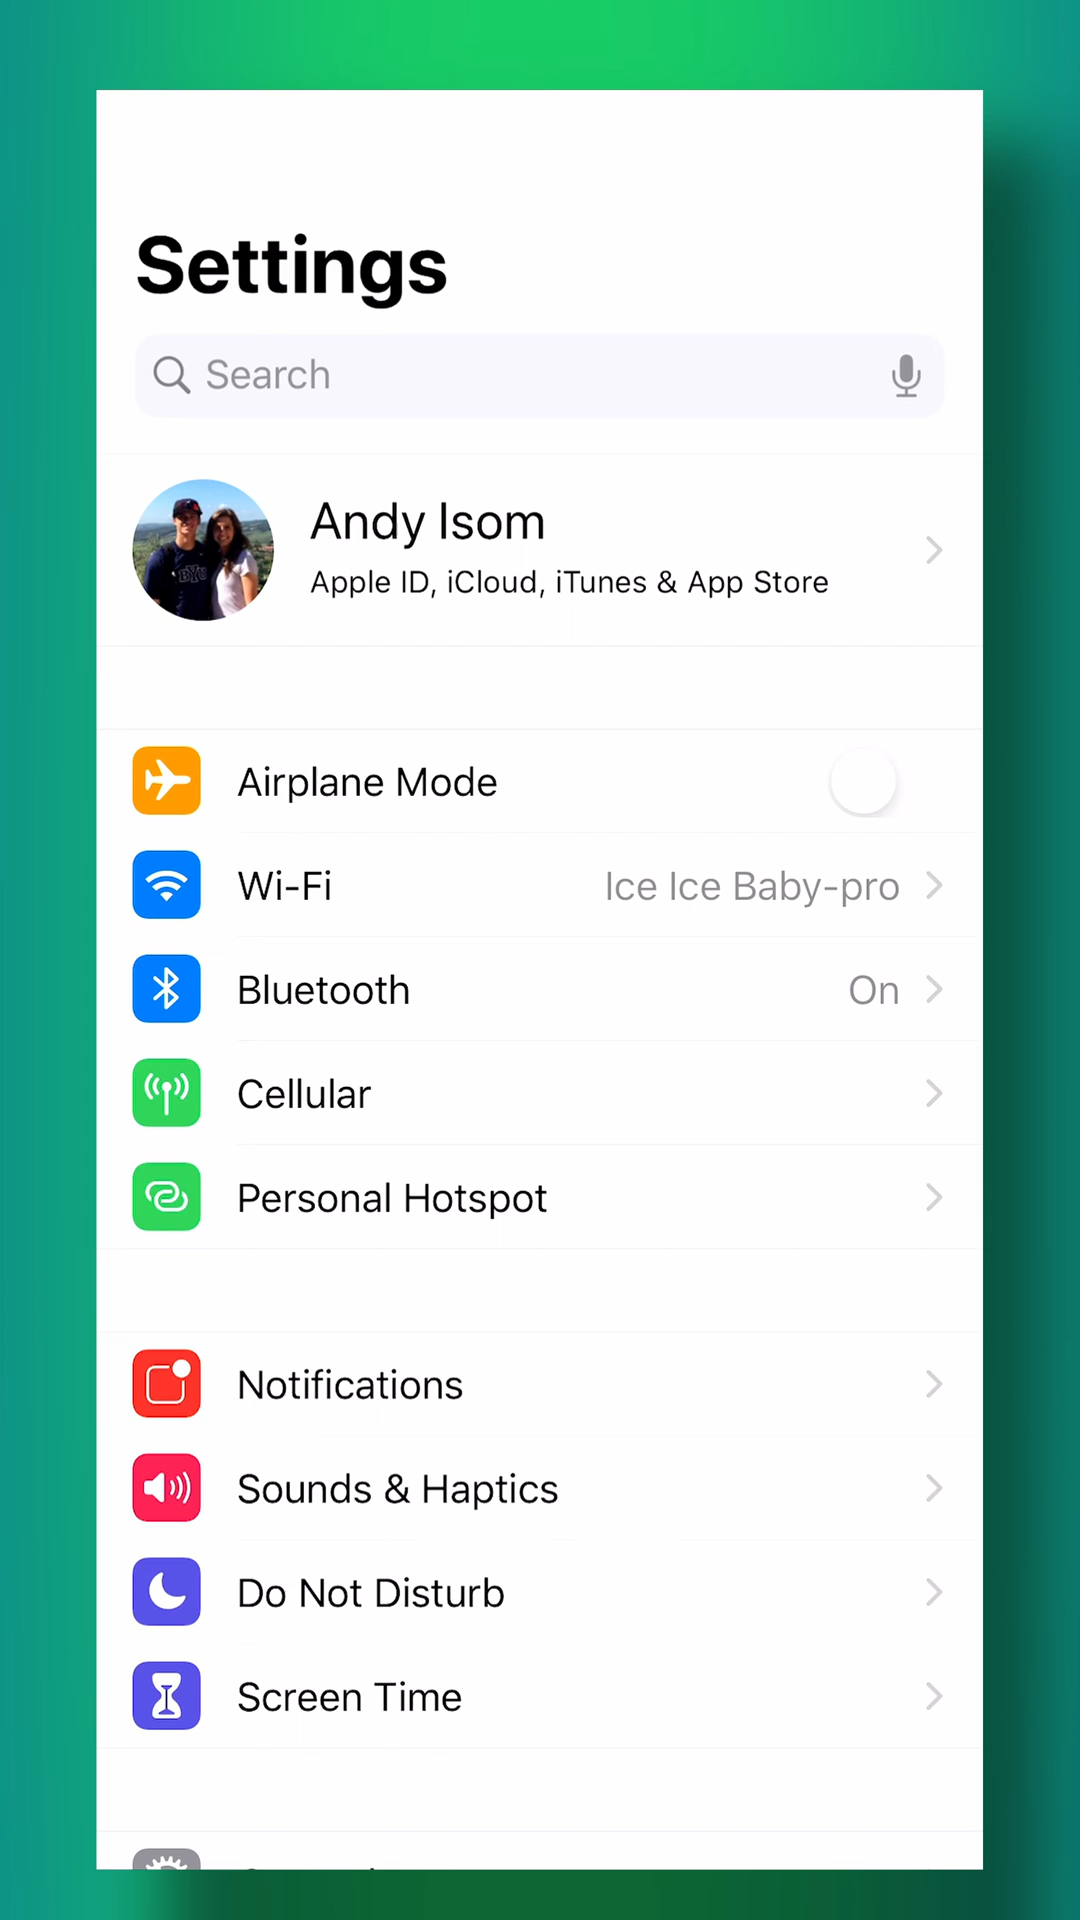 Settings
Search
Andy Isom
Apple ID, iCloud, iTunes & App Store
BYU
Airplane Mode
Wi-Fi Ice Ice Baby-pro
Bluetooth On
Cellular
Personal Hotspot
Notifications
Sounds & Haptics
Do Not Disturb
Screen Time